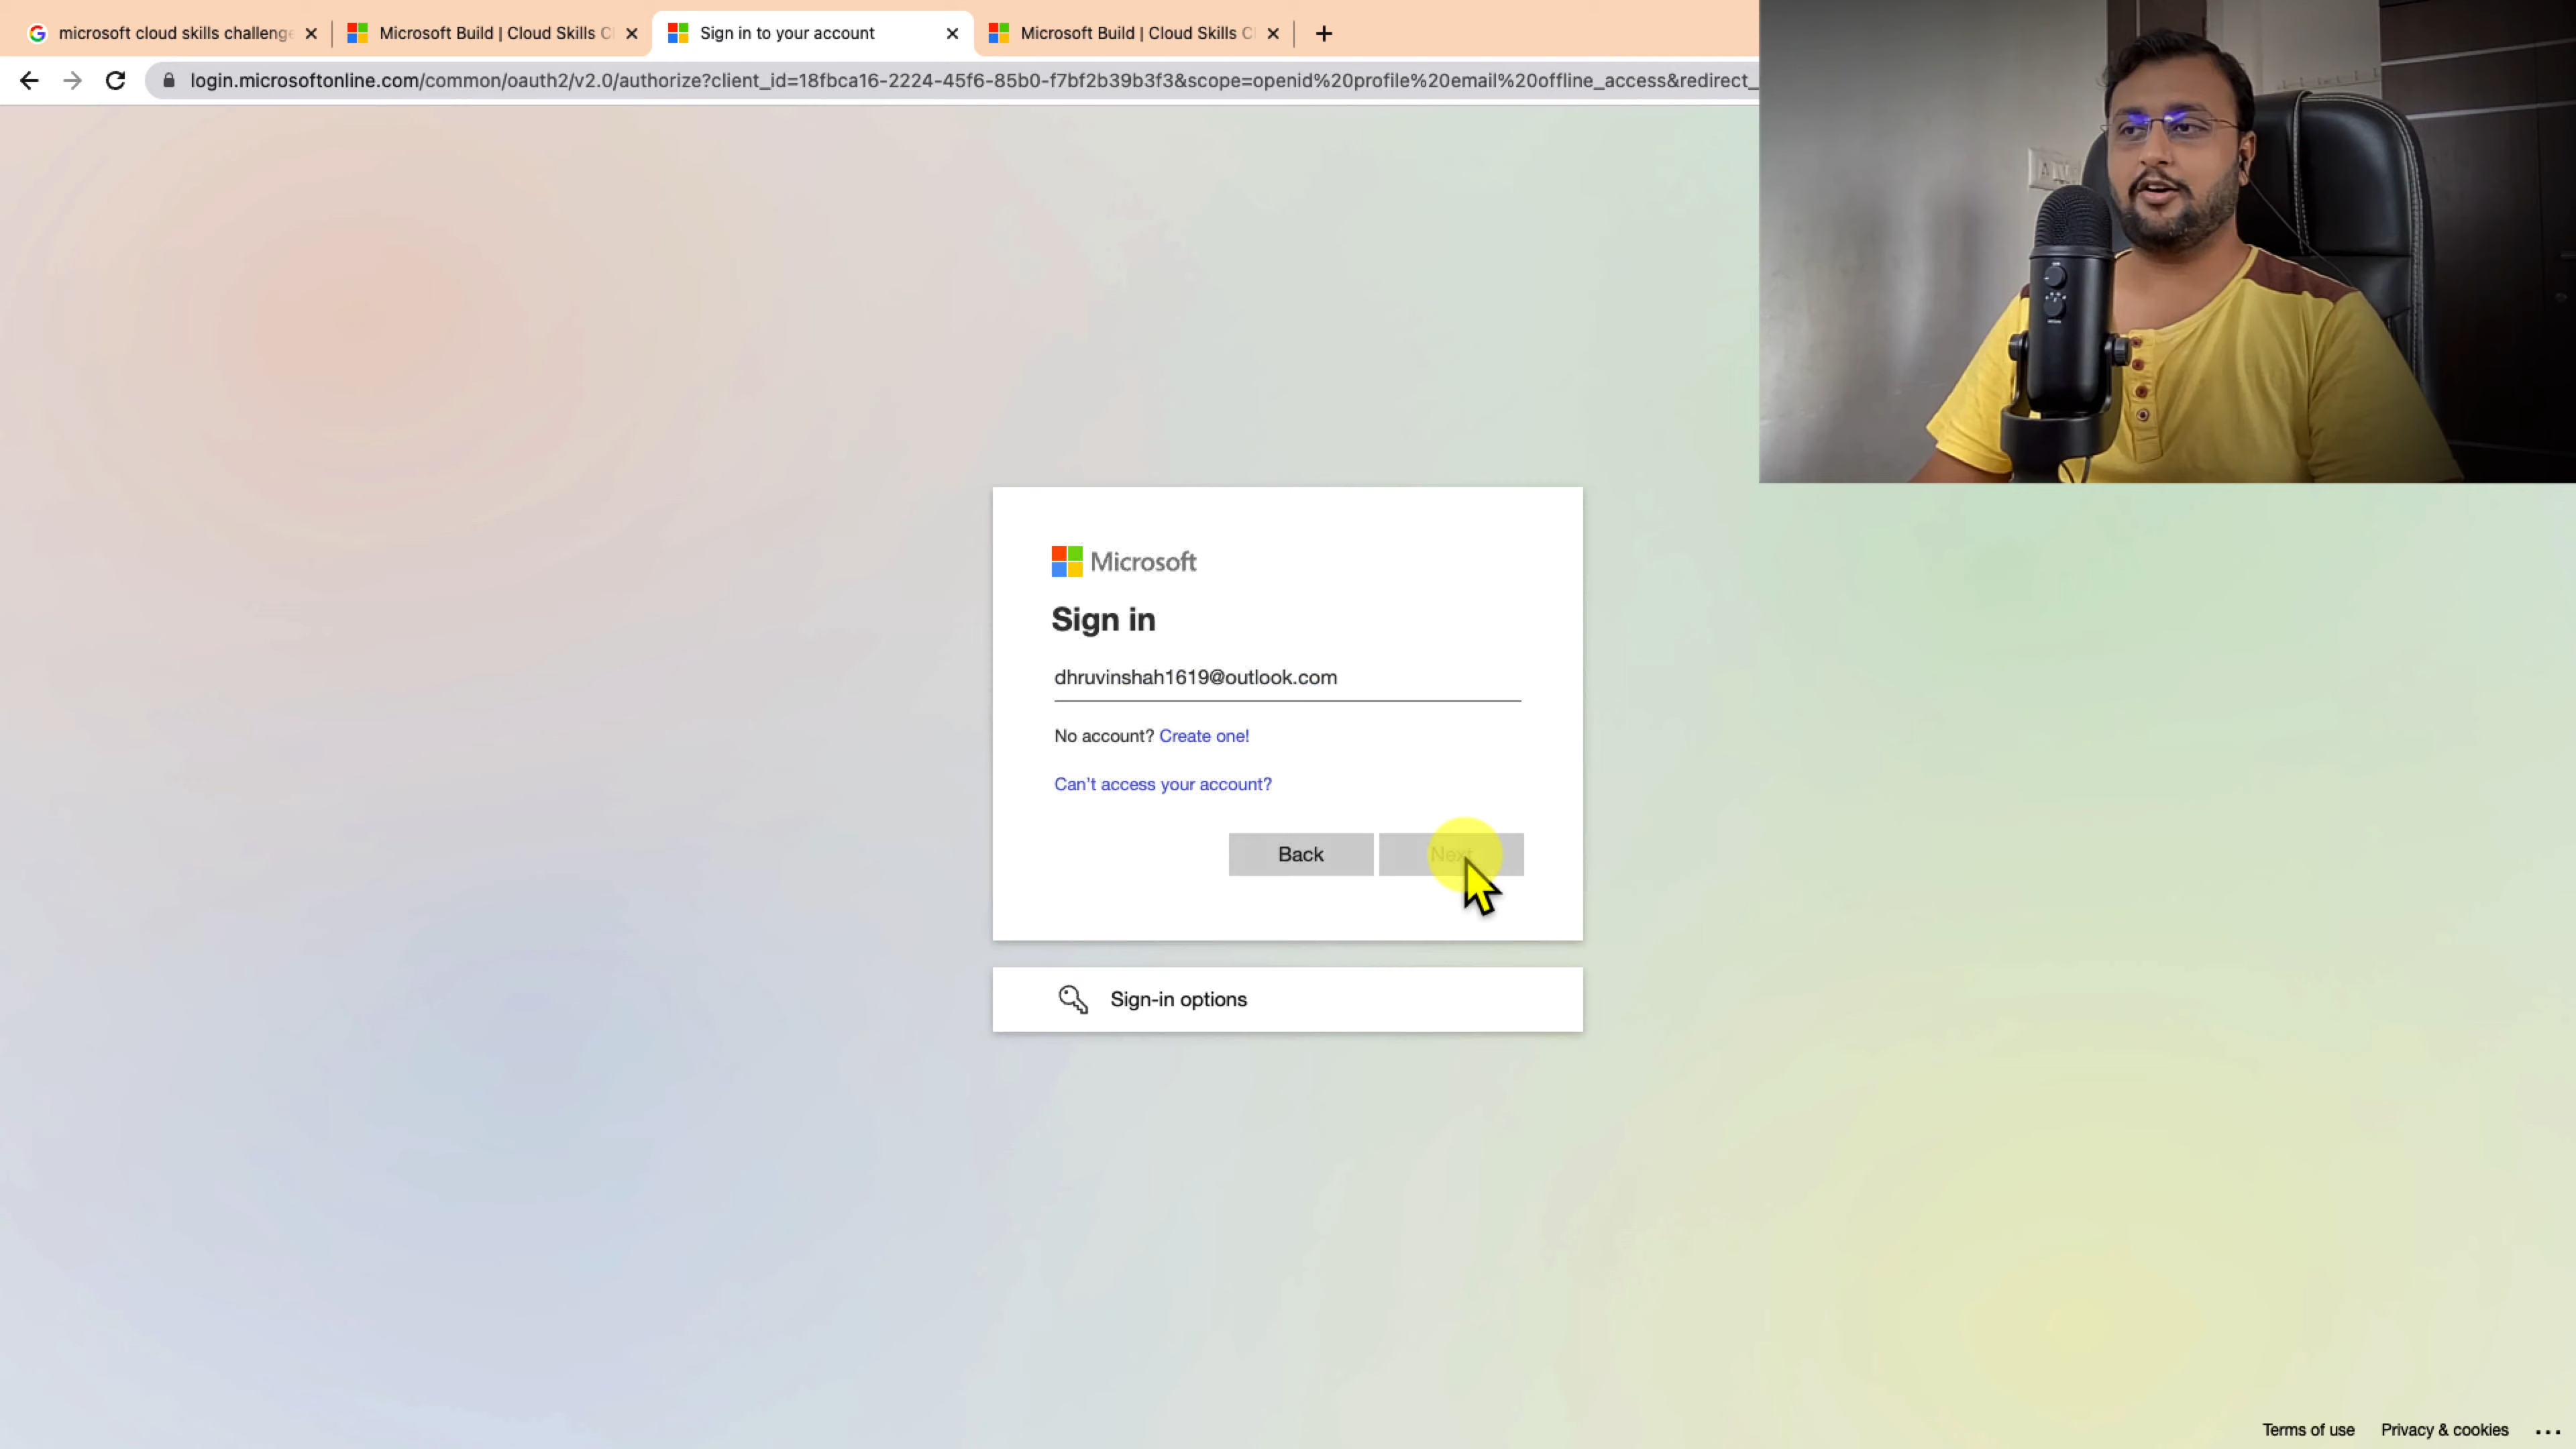 microsoft cloud skills challenge
Microsoft Build | Cloud Skills C
Sign in to your account
Microsoft Build | Cloud Skills C
login.microsoftonline.com/common/oauth2/v2.0/authorize?client_id=18fbca16-2224-45f6-85b0-f7bf2b39b3f3&scope=openid%20profile%20email%20offline_access&redirect_
Microsoft
Sign in
dhruvinshah1619@outlook.com
No account? Create one!
Can't access your account?
Back
Next
Sign-in options
Terms of use
Privacy & cookies
...